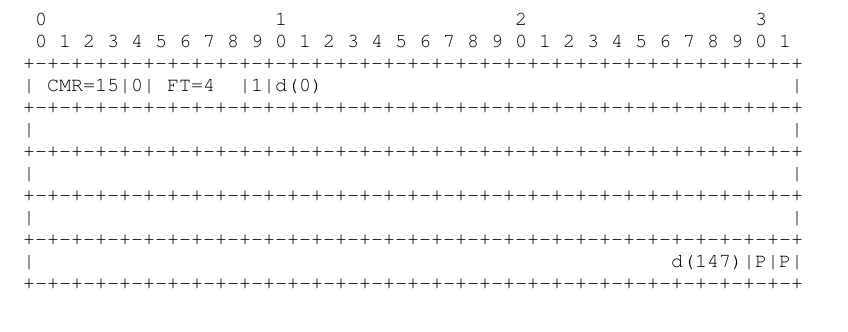 0                   1                   2                   3
 0 1 2 3 4 5 6 7 8 9 0 1 2 3 4 5 6 7 8 9 0 1 2 3 4 5 6 7 8 9 0 1
+-+-+-+-+-+-+-+-+-+-+-+-+-+-+-+-+-+-+-+-+-+-+-+-+-+-+-+-+-+-+-+-+
| CMR=15|0| FT=4  |1|d(0)                                       |
+-+-+-+-+-+-+-+-+-+-+-+-+-+-+-+-+-+-+-+-+-+-+-+-+-+-+-+-+-+-+-+-+
|                                                               |
+-+-+-+-+-+-+-+-+-+-+-+-+-+-+-+-+-+-+-+-+-+-+-+-+-+-+-+-+-+-+-+-+
|                                                               |
+-+-+-+-+-+-+-+-+-+-+-+-+-+-+-+-+-+-+-+-+-+-+-+-+-+-+-+-+-+-+-+-+
|                                                               |
+-+-+-+-+-+-+-+-+-+-+-+-+-+-+-+-+-+-+-+-+-+-+-+-+-+-+-+-+-+-+-+-+
|                                                     d(147)|P|P|
+-+-+-+-+-+-+-+-+-+-+-+-+-+-+-+-+-+-+-+-+-+-+-+-+-+-+-+-+-+-+-+-+